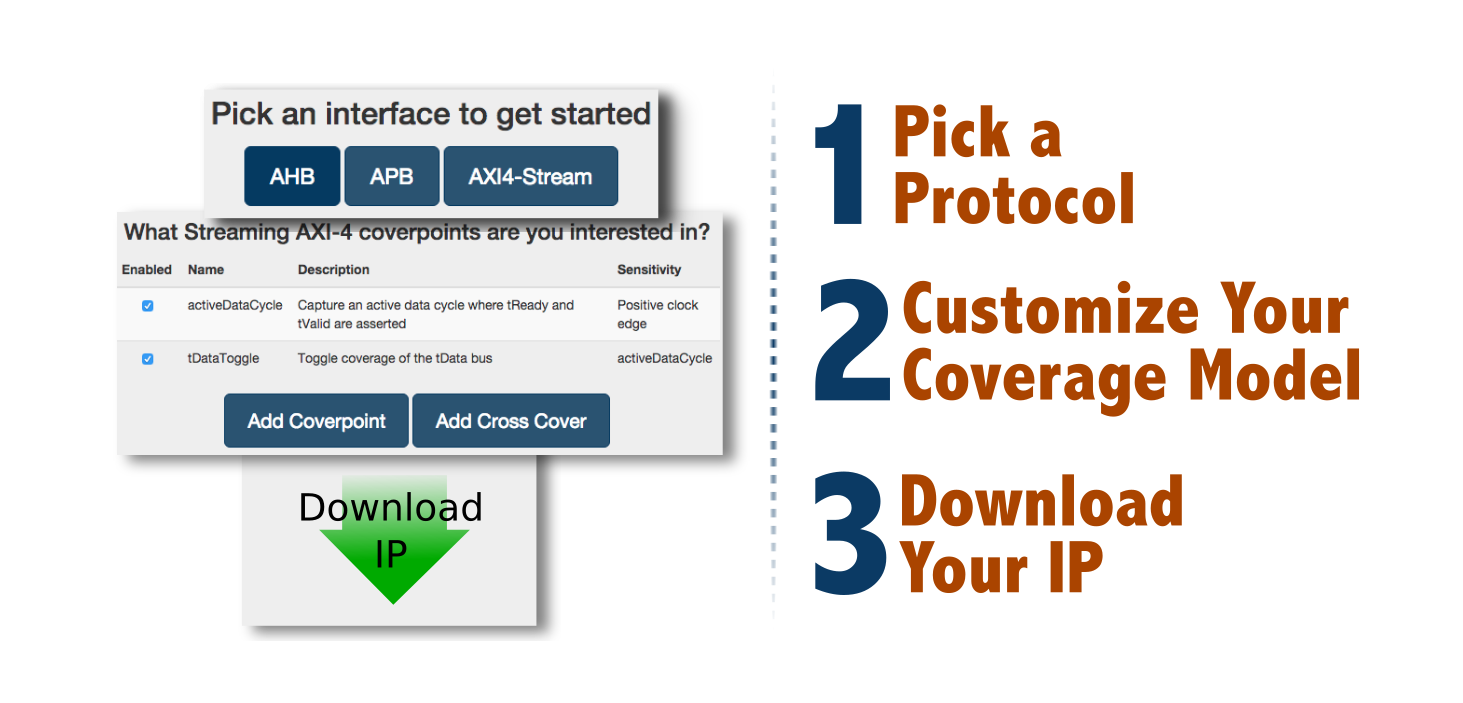 Pick an interface to get started
AHB APB AXI4-Stream
What Streaming AXI-4 coverpoints are you interested in?
Enabled Name Description Sensitivity
activeDataCycle Capture an active data cycle where tReady and Positive clock
tValid are asserted edge
tDataToggle Toggle coverage of the tData bus activeDataCycle
Add Coverpoint Add Cross Cover
Download
IP
1 Pick a
Protocol
2 Customize Your
Coverage Model
3 Download
Your IP